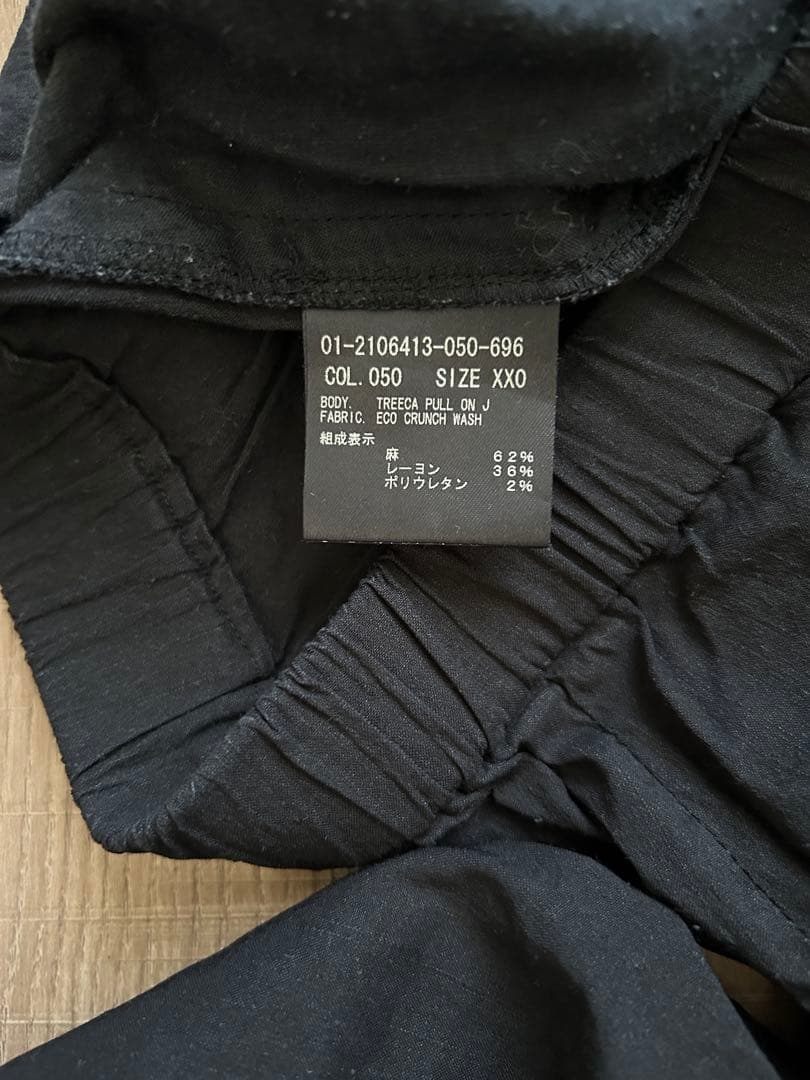 01-2106413-050-696
COL. 050 SIZE XXO
BODY. TREECA PULL ON J
FABRIC. ECO CRUNCH WASH
組成表示
麻 62%
レーヨン 36%
ポリウレタン 2%